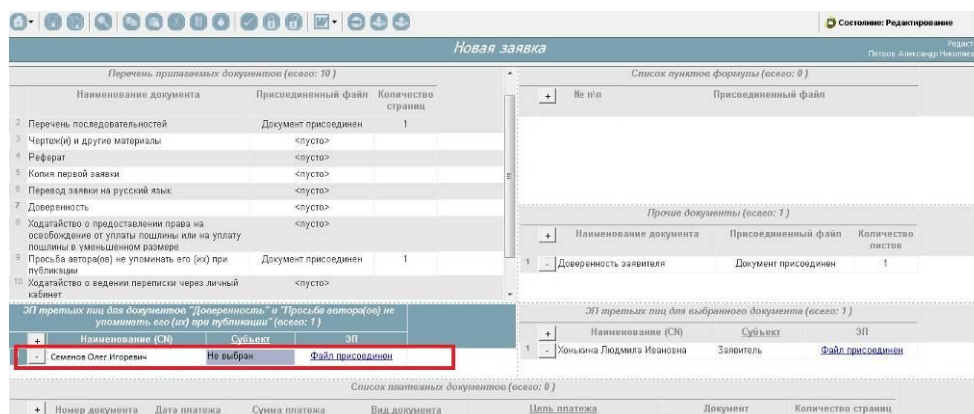 Состояние: Редактирование
Новая заявка
Редакт
Петров Александр Николаев
Перечень прилагаемых документов (всего: 10 )
Наименование документа Присоединенный файл Количество
страниц
2 Перечень последовательностей Документ присоединен 1
3 Чертеж(и) и другие материалы <пусто>
4 Реферат <пусто>
5 Копия первой заявки <пусто>
6 Перевод заявки на русский язык <пусто>
7 Доверенность <пусто>
8 Ходатайство о предоставлении права на <пусто>
освобождение от уплаты пошлины или на уплату
пошлины в уменьшенном размере
9 Просьба автора(ов) не упоминать его (их) при Документ присоединен 1
публикации
10 Ходатайство о ведении переписки через личный <пусто>
кабинет
Список пунктов формулы (всего: 0 )
+ № п\п Присоединенный файл
Прочие документы (всего: 1 )
+ Наименование документа Присоединенный файл Количество
листов
1 - Доверенность заявителя Документ присоединен 1
ЭП третьих лиц для документов "Доверенность" и "Просьба автора(ов) не
упоминать его (их) при публикации" (всего: 1 )
+ Наименование (CN) Субъект ЭП
- Семенов Олег Игоревич Не выбран Файл присоединен
ЭП третьих лиц для выбранного документа (всего: 1 )
+ Наименование (CN) Субъект ЭП
1 - Хонькина Людмила Ивановна Заявитель Файл присоединен
Список платежных документов (всего: 0 )
+ Номер документа Дата платежа Сумма платежа Вид документа Цель платежа Документ Количество страниц